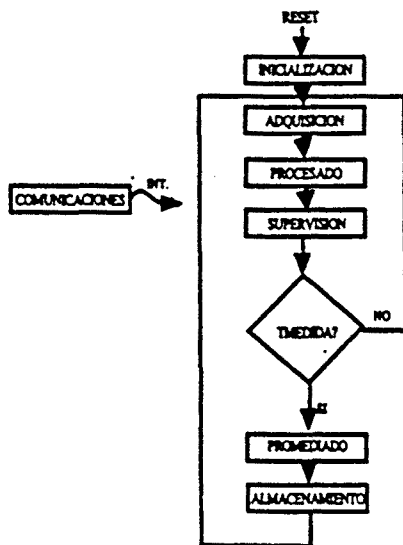 RESET
INICIALIZACION
ADQUISICION
PROCESADO
COMUNICACIONES
INT.
SUPERVISION
TMEDIDA?
NO
SI
PROMEDIADO
ALMACENAMIENTO